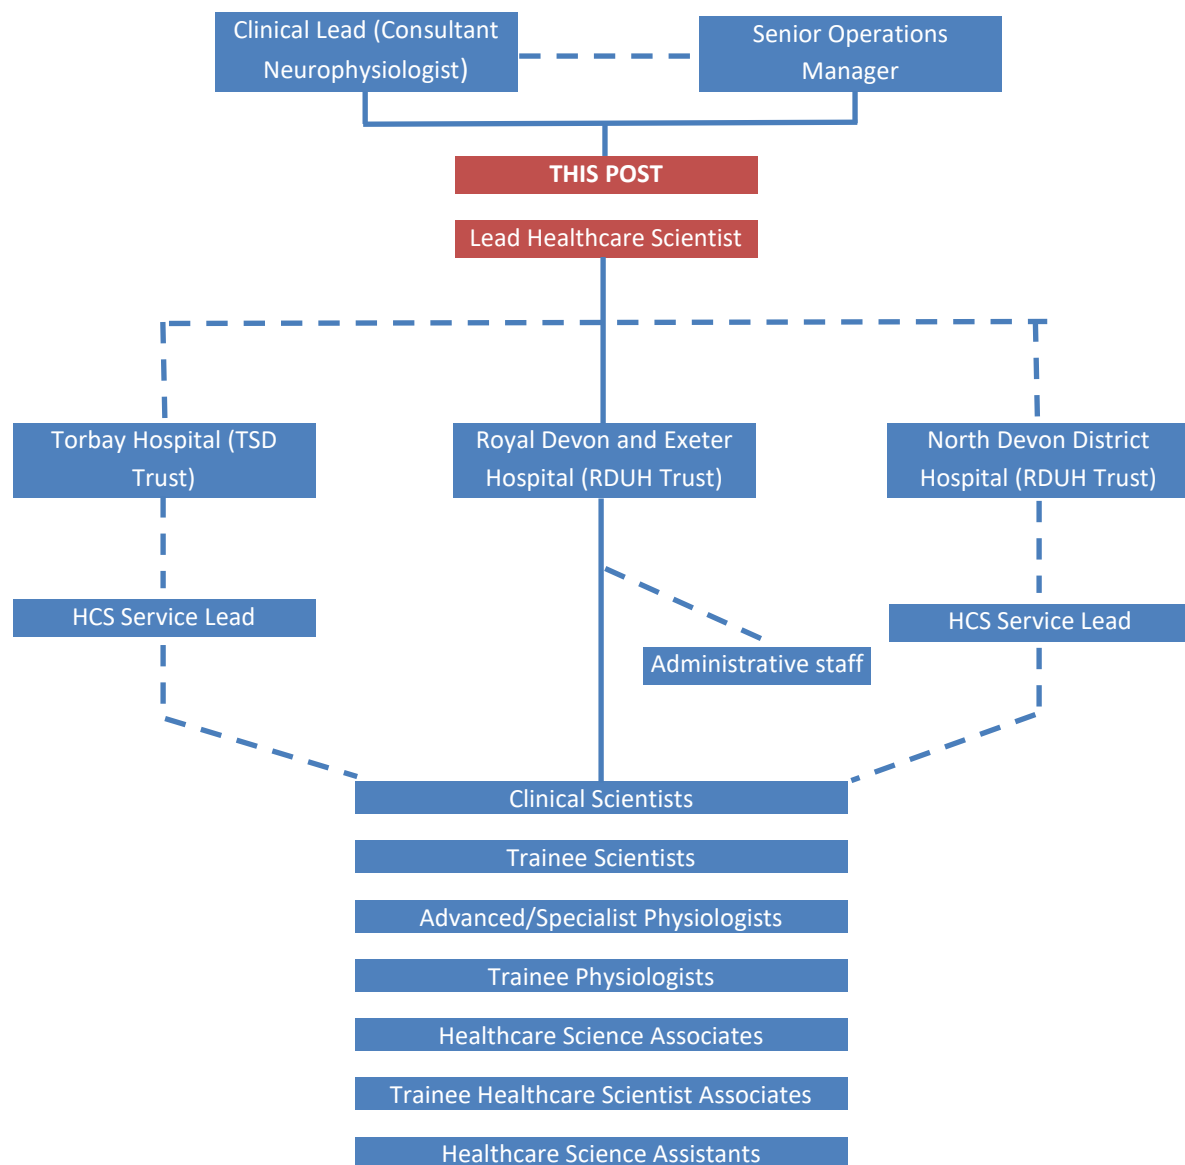 Clinical Lead (Consultant
Neurophysiologist)
Senior Operations
Manager
THIS POST
Lead Healthcare Scientist
Torbay Hospital (TSD
Trust)
Royal Devon and Exeter
Hospital (RDUH Trust)
North Devon District
Hospital (RDUH Trust)
HCS Service Lead
HCS Service Lead
Administrative staff
Clinical Scientists
Trainee Scientists
Advanced/Specialist Physiologists
Trainee Physiologists
Healthcare Science Associates
Trainee Healthcare Scientist Associates
Healthcare Science Assistants